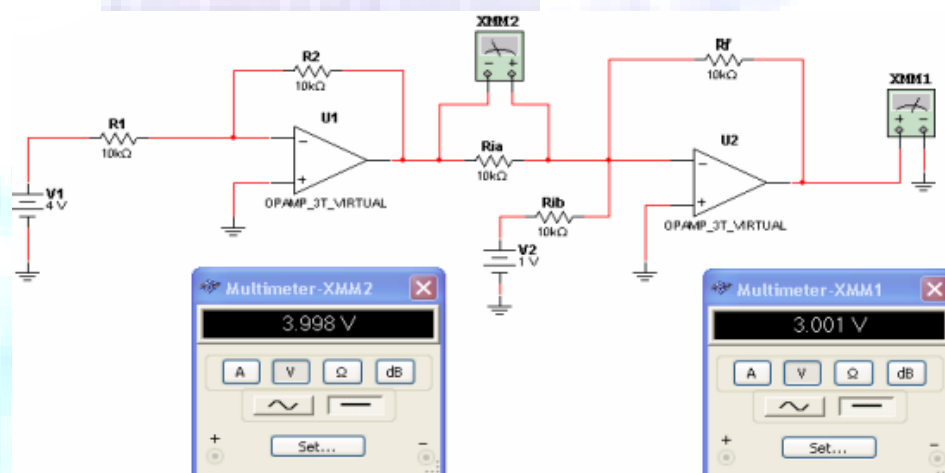 XMM2
R2
10kΩ
Rf
10kΩ
XMM1
U1
R1
10kΩ
Ria
10kΩ
U2
V1
4 V
OPAMP_3T_VIRTUAL
Rib
10kΩ
OPAMP_3T_VIRTUAL
V2
1 V
Multimeter-XMM2
3.998 V
A V Ω dB
+ Set... -
Multimeter-XMM1
3.001 V
A V Ω dB
+ Set... -